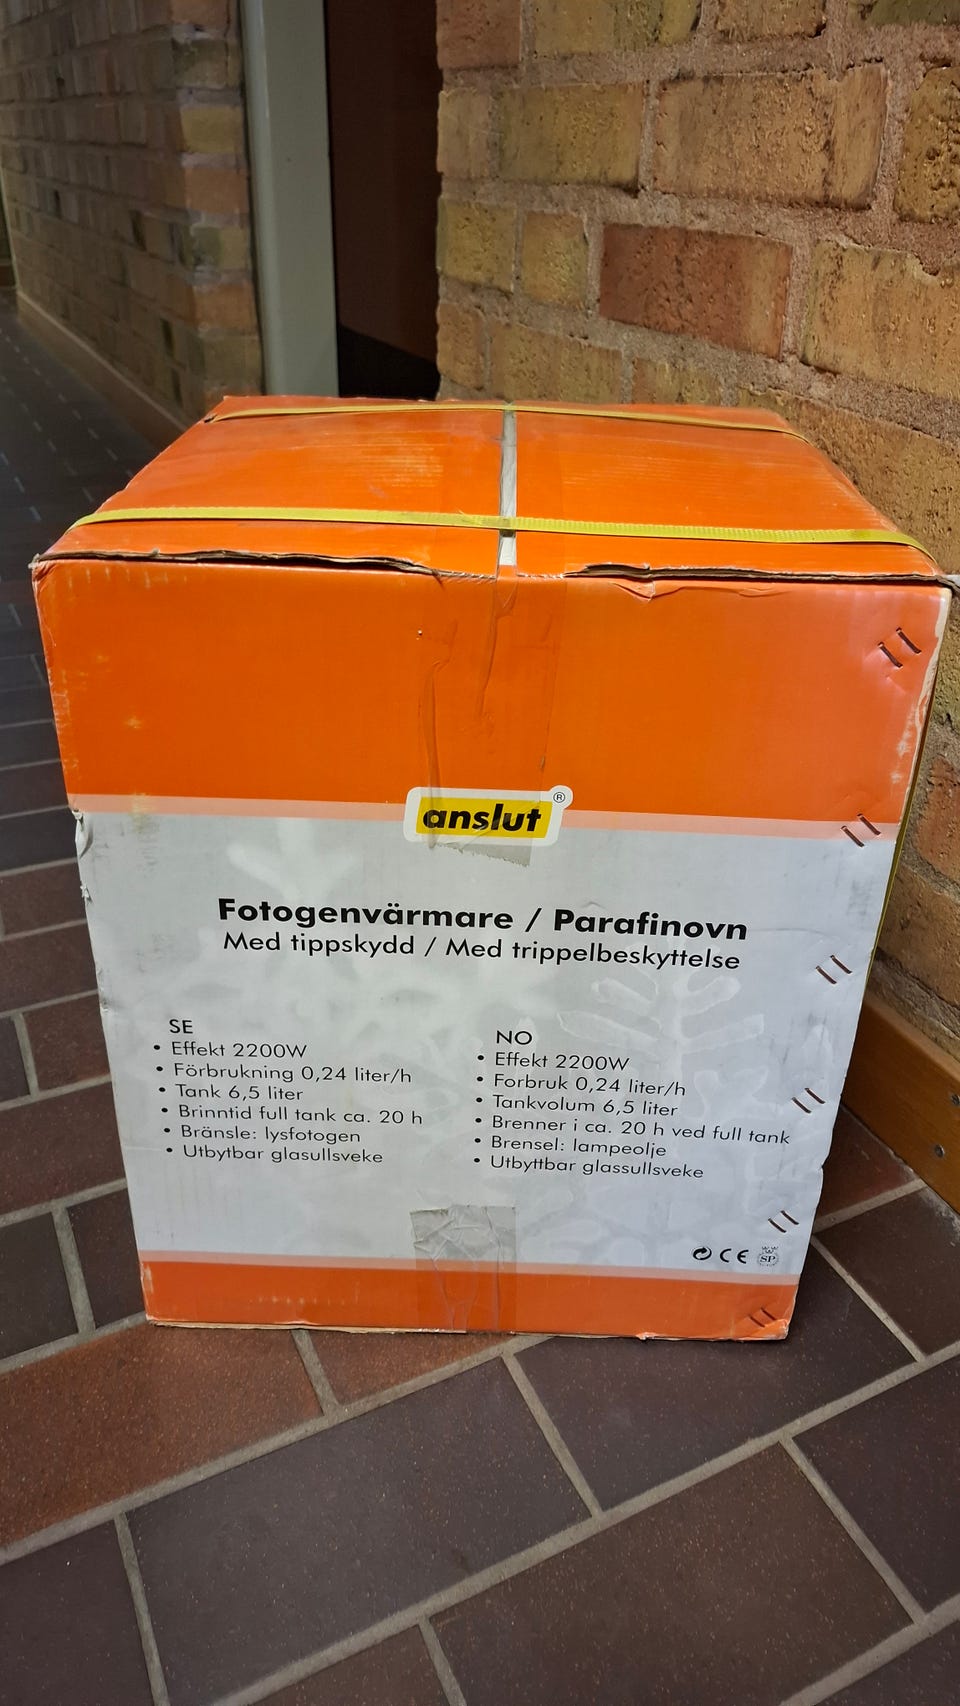 anslut®
Fotogenvärmare / Parafinovn
Med tippskydd / Med trippelbeskyttelse
SE
• Effekt 2200W
• Förbrukning 0,24 liter/h
• Tank 6,5 liter
• Brinntid full tank ca. 20 h
• Bränsle: lysfotogen
• Utbytbar glasullsveke
NO
• Effekt 2200W
• Forbruk 0,24 liter/h
• Tankvolum 6,5 liter
• Brenner i ca. 20 h ved full tank
• Brensel: lampeolje
• Utbyttbar glassullsveke
CE
SP